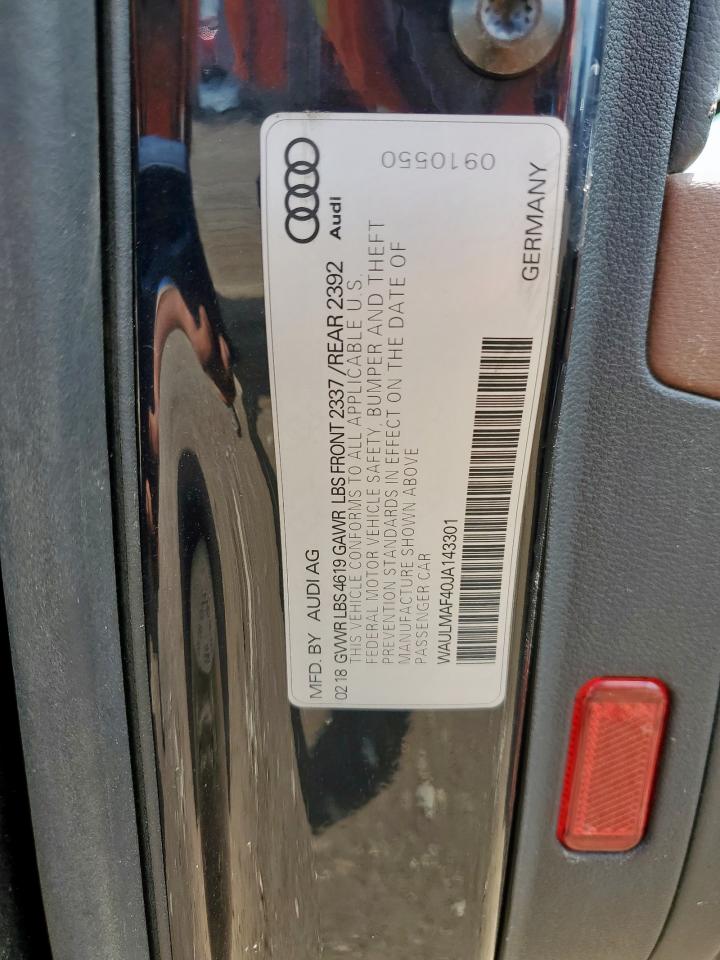 0910550
Audi
GERMANY
MFD. BY AUDI AG
0218 GVWR LBS 4619 GAWR LBS FRONT 2337 / REAR 2392
THIS VEHICLE CONFORMS TO ALL APPLICABLE U.S.
FEDERAL MOTOR VEHICLE SAFETY, BUMPER AND THEFT
PREVENTION STANDARDS IN EFFECT ON THE DATE OF
MANUFACTURE SHOWN ABOVE
PASSENGER CAR
WAULMAF40JA143301